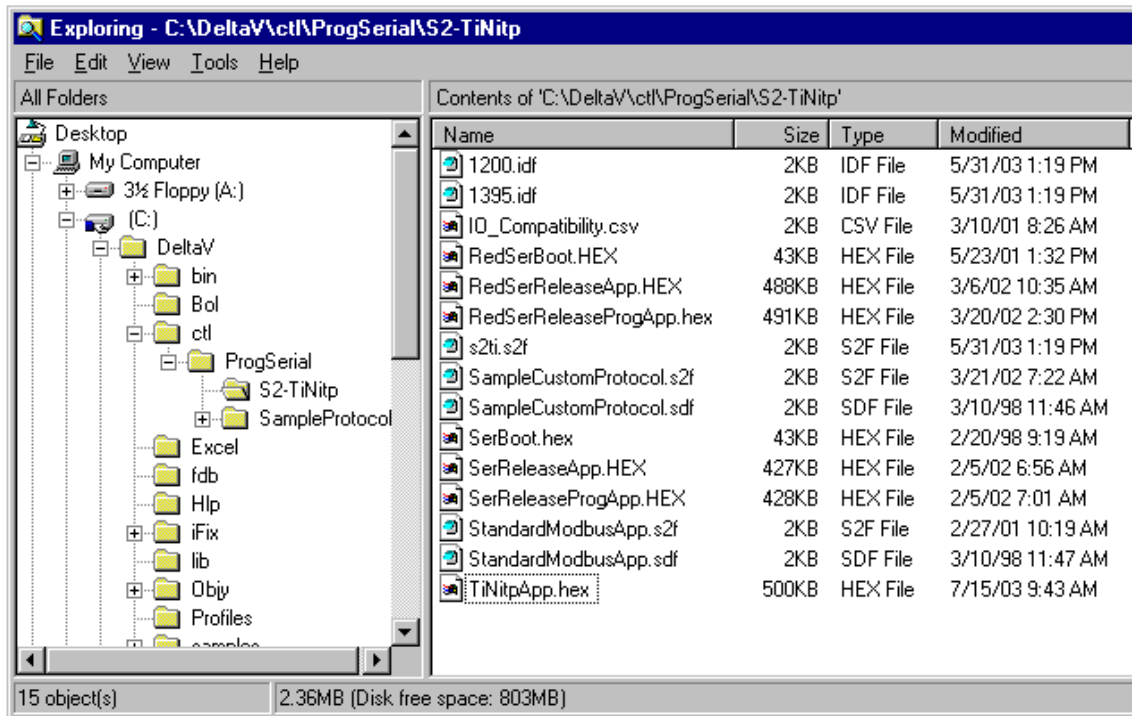 Exploring - C:\DeltaV\ctl\ProgSerial\S2-TiNitp
File Edit View Tools Help
All Folders
Contents of 'C:\DeltaV\ctl\ProgSerial\S2-TiNitp'
Desktop
My Computer
3½ Floppy (A:)
(C:)
DeltaV
bin
Bol
ctl
ProgSerial
S2-TiNitp
SampleProtocol
Excel
fdb
Hlp
iFix
lib
Objy
Profiles
samples
Name Size Type Modified
1200.idf 2KB IDF File 5/31/03 1:19 PM
1395.idf 2KB IDF File 5/31/03 1:19 PM
IO_Compatibility.csv 2KB CSV File 3/10/01 8:26 AM
RedSerBoot.HEX 43KB HEX File 5/23/01 1:32 PM
RedSerReleaseApp.HEX 488KB HEX File 3/6/02 10:35 AM
RedSerReleaseProgApp.hex 491KB HEX File 3/20/02 2:30 PM
s2ti.s2f 2KB S2F File 5/31/03 1:19 PM
SampleCustomProtocol.s2f 2KB S2F File 3/21/02 7:22 AM
SampleCustomProtocol.sdf 2KB SDF File 3/10/98 11:46 AM
SerBoot.hex 43KB HEX File 2/20/98 9:19 AM
SerReleaseApp.HEX 427KB HEX File 2/5/02 6:56 AM
SerReleaseProgApp.HEX 428KB HEX File 2/5/02 7:01 AM
StandardModbusApp.s2f 2KB S2F File 2/27/01 10:19 AM
StandardModbusApp.sdf 2KB SDF File 3/10/98 11:47 AM
TiNitpApp.hex 500KB HEX File 7/15/03 9:43 AM
15 object(s)
2.36MB (Disk free space: 803MB)